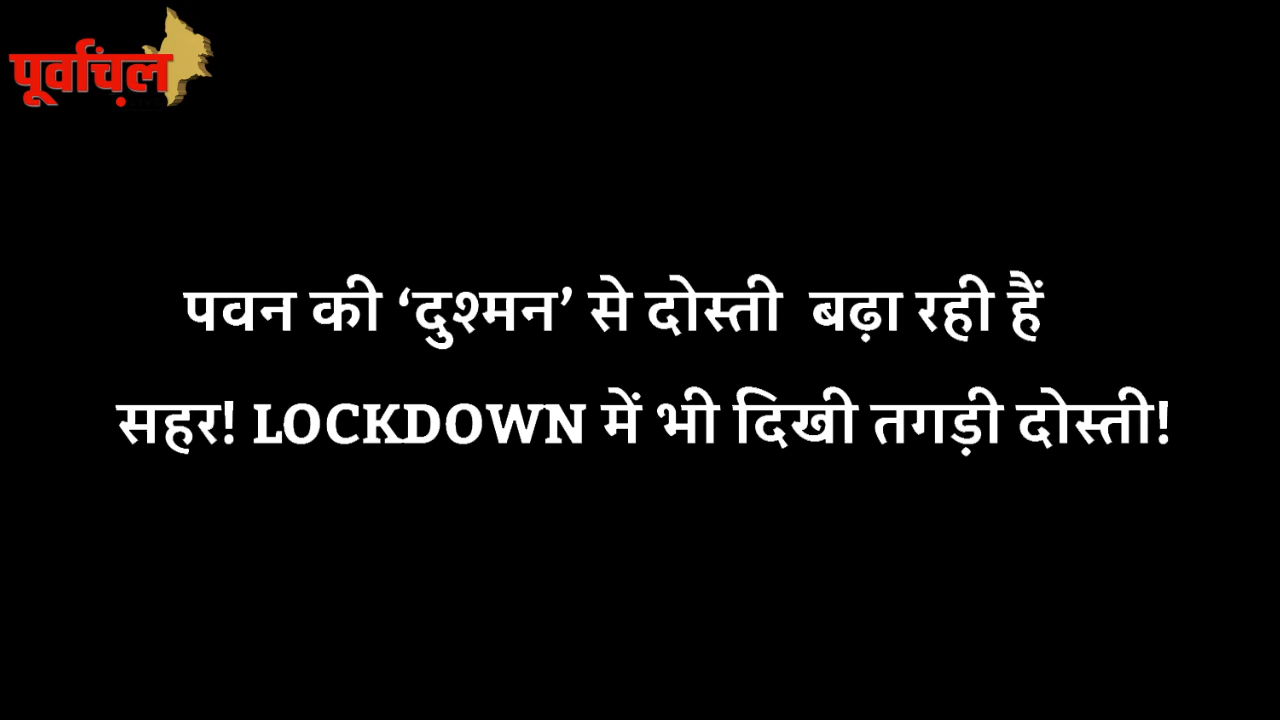 पूर्वांचल
पवन की ‘दुश्मन’ से दोस्ती बढ़ा रही हैं
सहर! LOCKDOWN में भी दिखी तगड़ी दोस्ती!